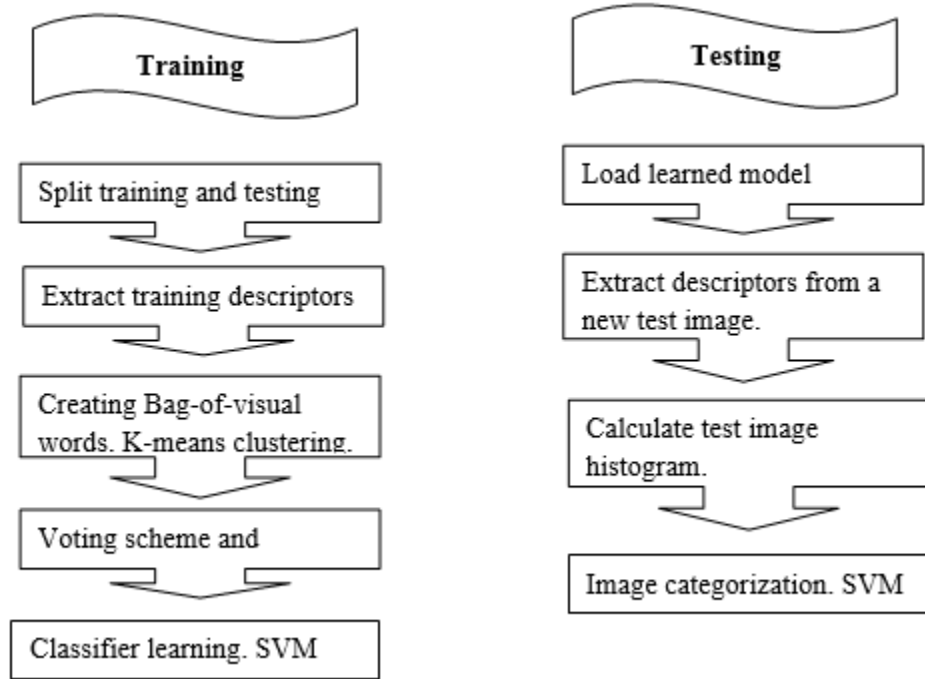 Training
Split training and testing
Extract training descriptors
Creating Bag-of-visual
words. K-means clustering.
Voting scheme and
Classifier learning. SVM
Testing
Load learned model
Extract descriptors from a
new test image.
Calculate test image
histogram.
Image categorization. SVM